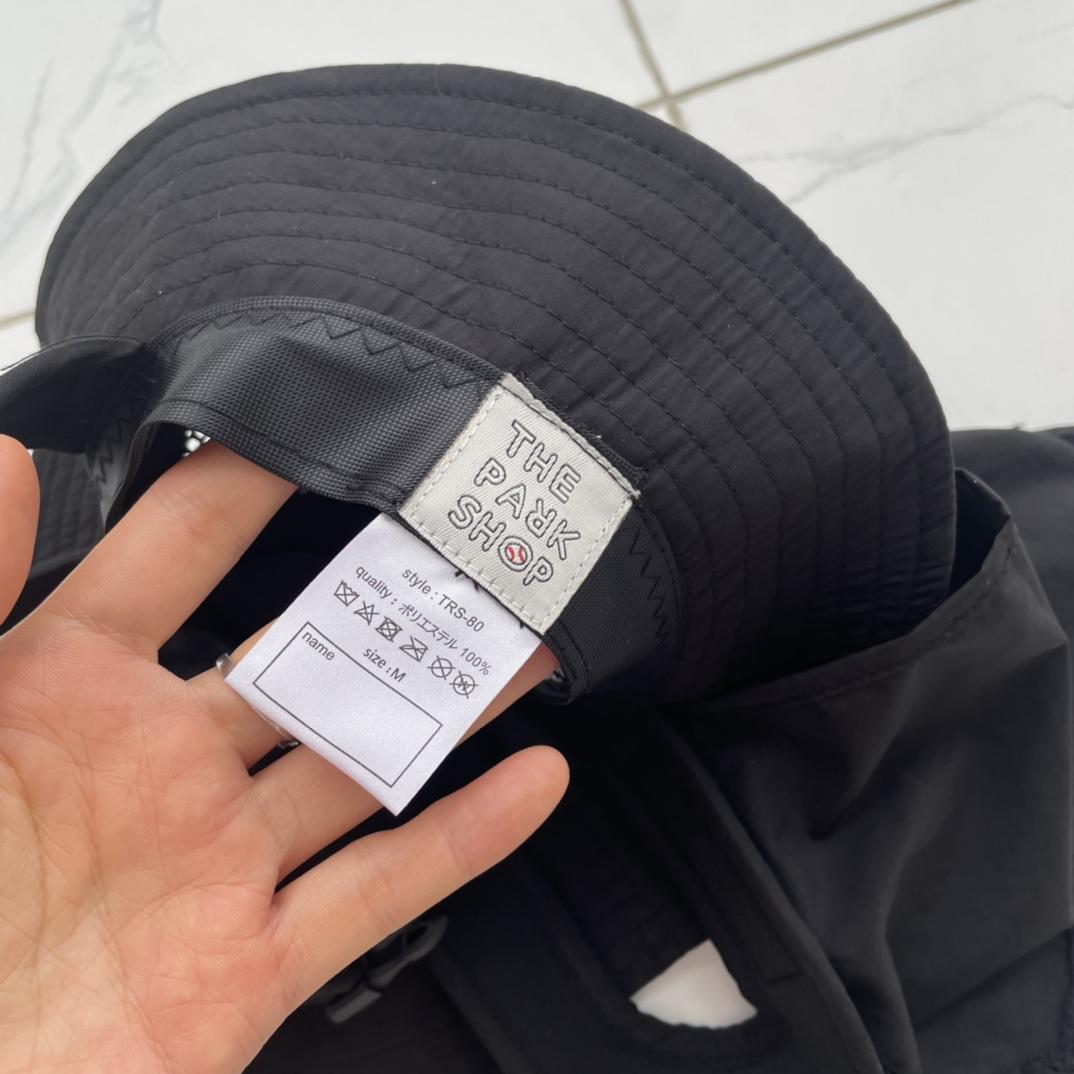 THE
PARK
SHOP
style : TRS-80
quality : ポリエステル 100%
size : M
name